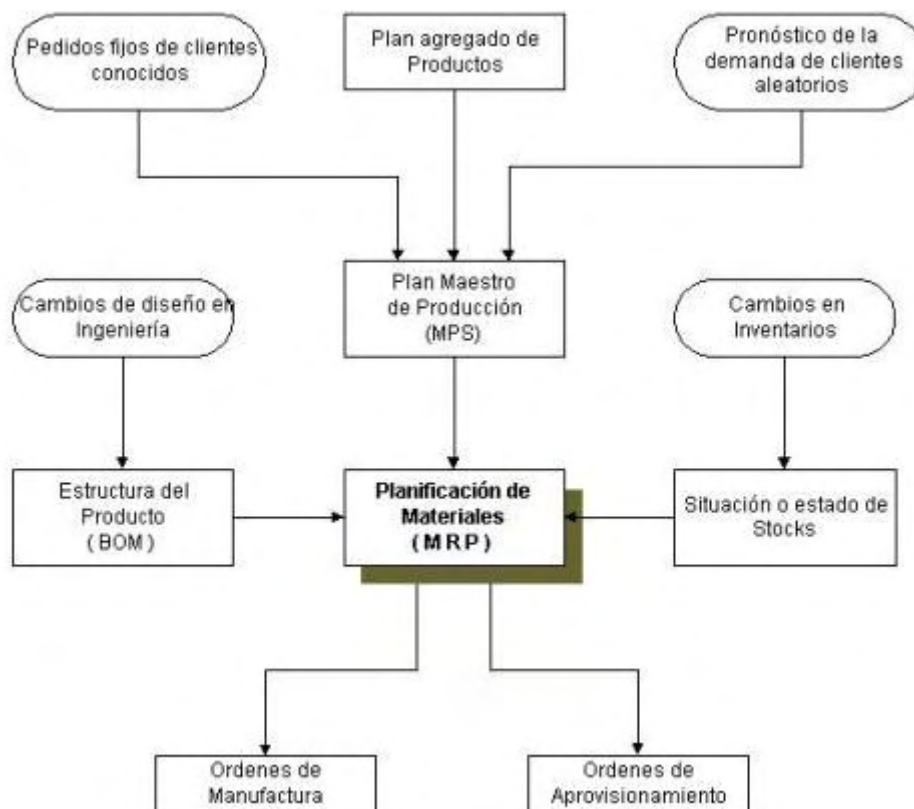 Pedidos fijos de clientes
conocidos
Plan agregado de
Productos
Pronóstico de la
demanda de clientes
aleatorios
Plan Maestro
de Producción
(MPS)
Cambios de diseño en
Ingeniería
Cambios en
Inventarios
Estructura del
Producto
( BOM )
Planificación de
Materiales
( M R P )
Situación o estado de
Stocks
Ordenes de
Manufactura
Ordenes de
Aprovisionamiento